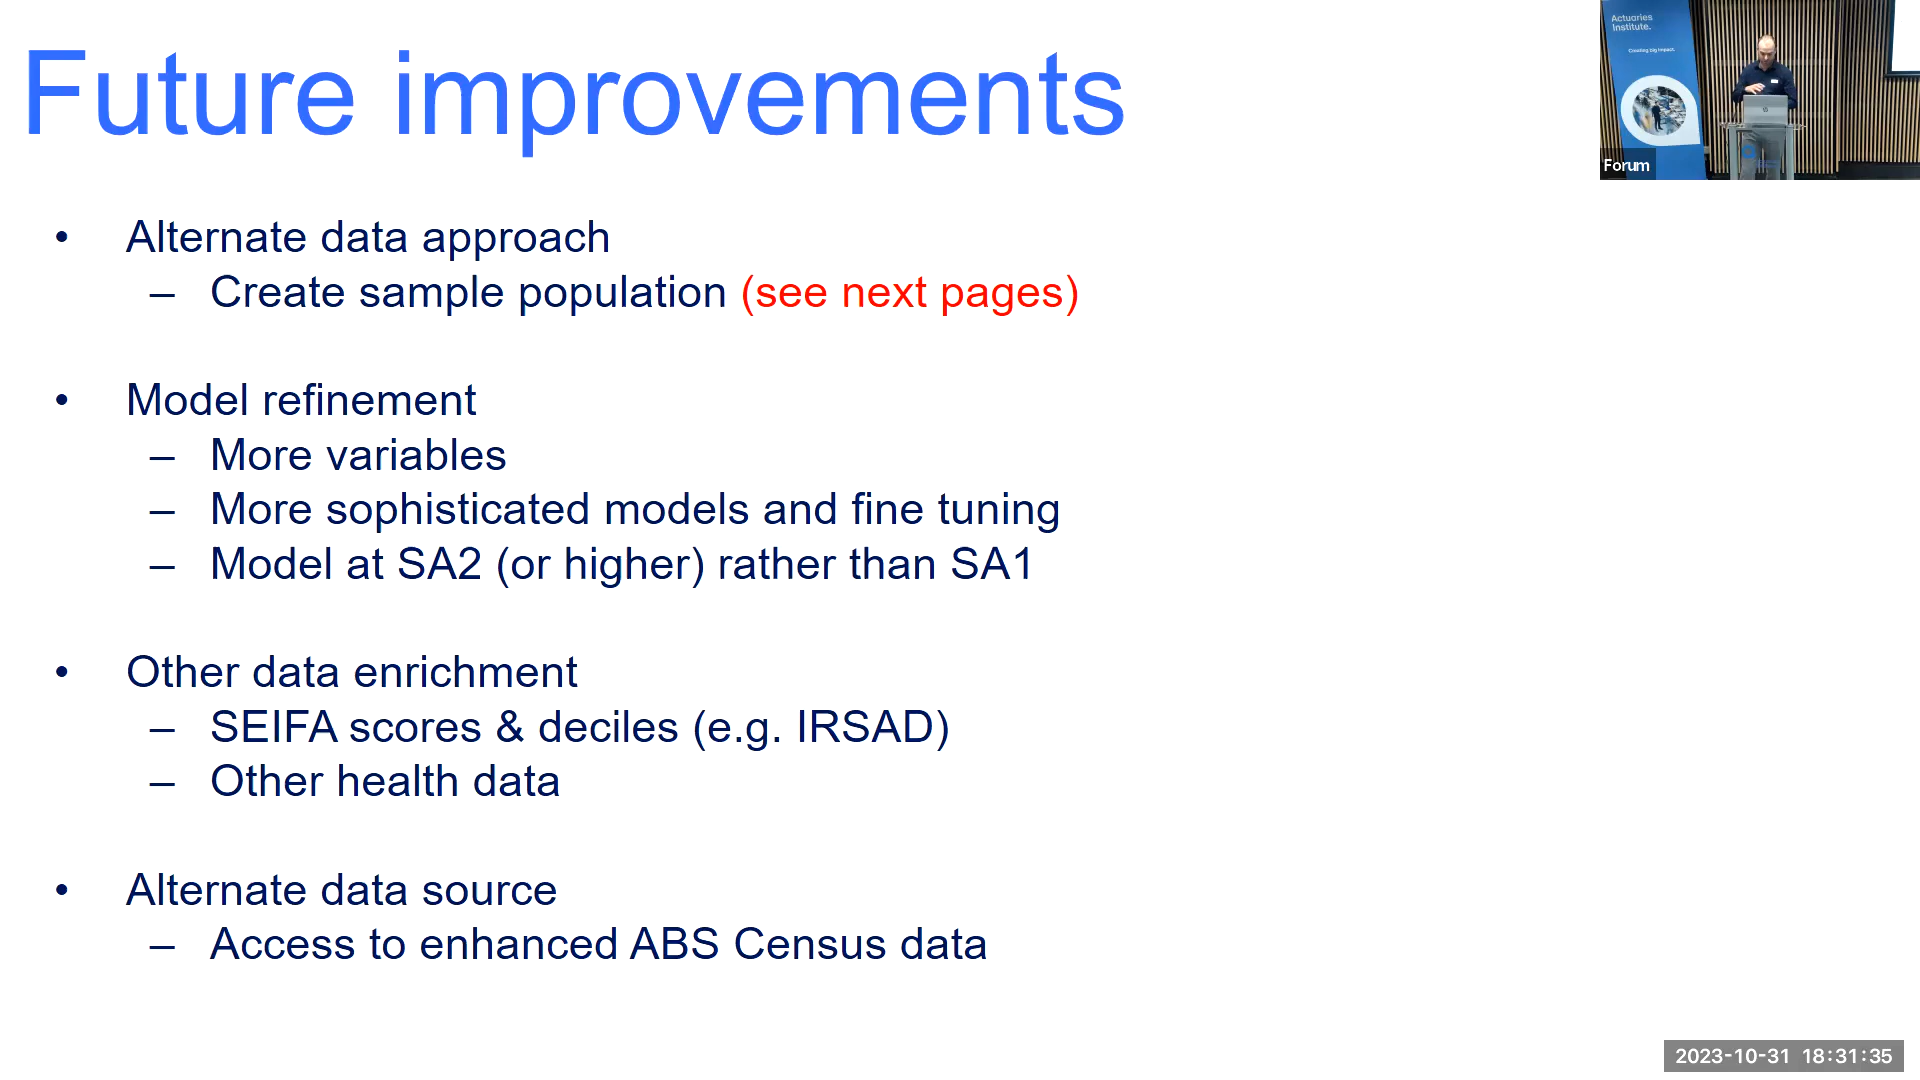 Future improvements
Actuaries
Institute.
Creating big impact.
Forum
• Alternate data approach
– Create sample population (see next pages)
• Model refinement
– More variables
– More sophisticated models and fine tuning
– Model at SA2 (or higher) rather than SA1
• Other data enrichment
– SEIFA scores & deciles (e.g. IRSAD)
– Other health data
• Alternate data source
– Access to enhanced ABS Census data
2023-10-31 18:31:35